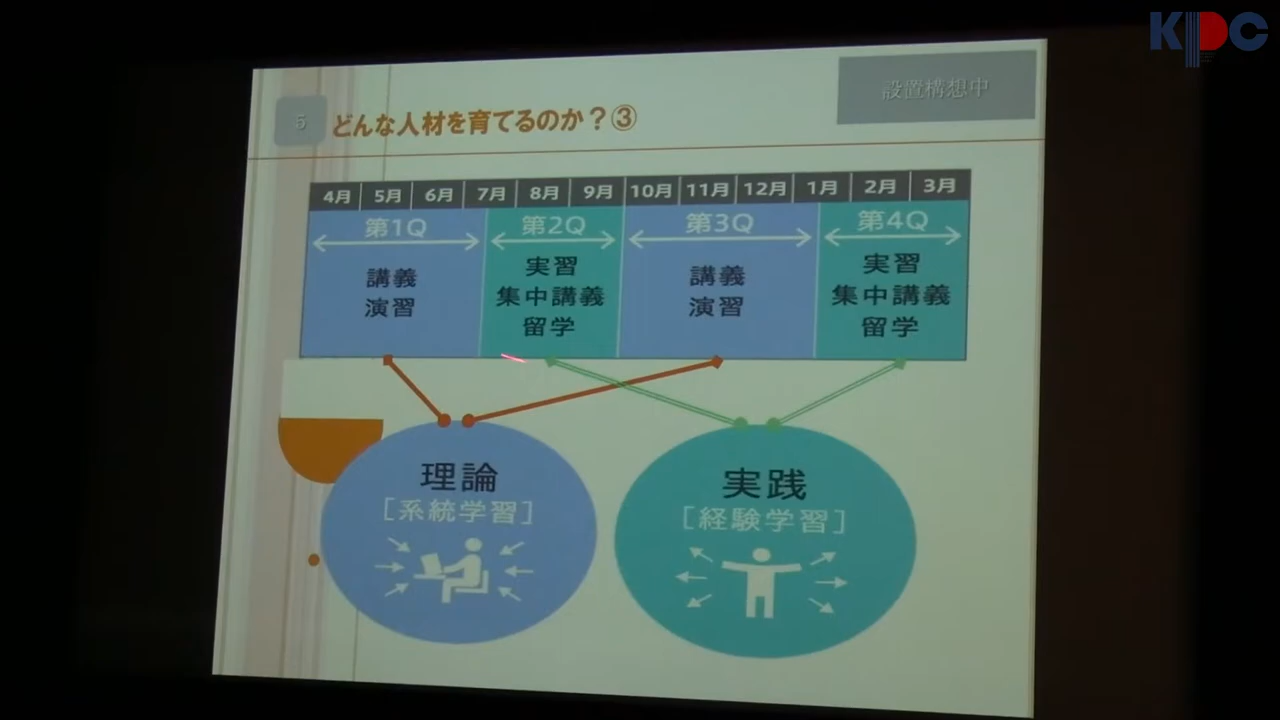 KPC
設置構想中
5
どんな人材を育てるのか？③
4月 5月 6月 7月 8月 9月 10月 11月 12月 1月 2月 3月
第1Q 第2Q 第3Q 第4Q
講義
演習
実習
集中講義
留学
講義
演習
実習
集中講義
留学
理論
［系統学習］
実践
［経験学習］